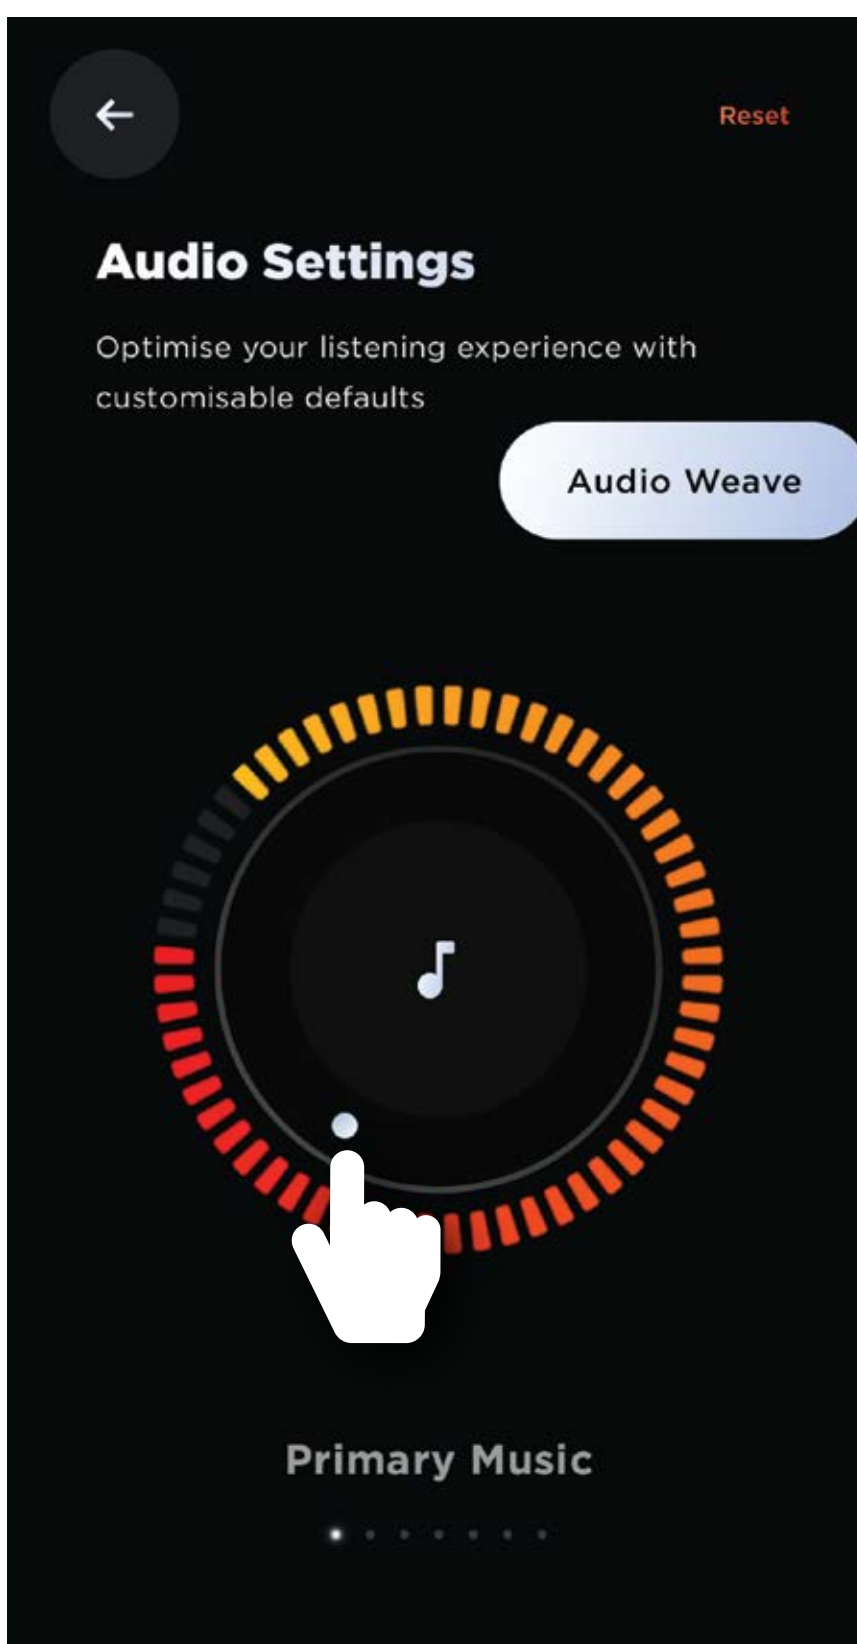 Reset
Audio Settings
Optimise your listening experience with
customisable defaults
Audio Weave
Primary Music